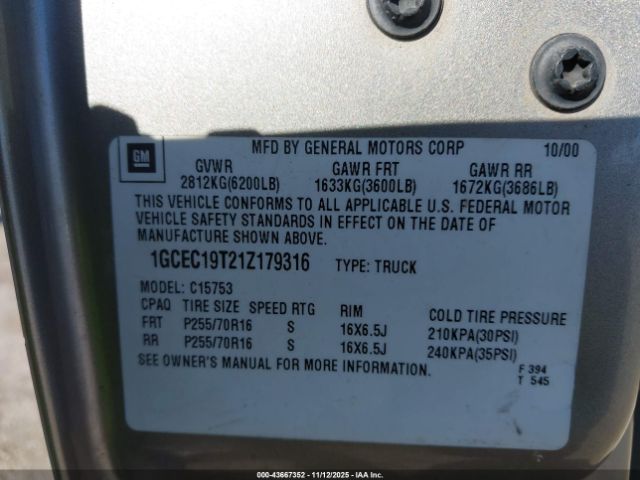 GM
MFD BY GENERAL MOTORS CORP 10/00
GVWR GAWR FRT GAWR RR
2812KG(6200LB) 1633KG(3600LB) 1672KG(3686LB)
THIS VEHICLE CONFORMS TO ALL APPLICABLE U.S. FEDERAL MOTOR
VEHICLE SAFETY STANDARDS IN EFFECT ON THE DATE OF
MANUFACTURE SHOWN ABOVE.
1GCEC19T21Z179316 TYPE: TRUCK
MODEL: C15753
CPAQ TIRE SIZE SPEED RTG RIM COLD TIRE PRESSURE
FRT P255/70R16 S 16X6.5J 210KPA(30PSI)
RR P255/70R16 S 16X6.5J 240KPA(35PSI)
SEE OWNER'S MANUAL FOR MORE INFORMATION.
F 394
T 545
000-43667352 - 11/12/2025 - IAA Inc.